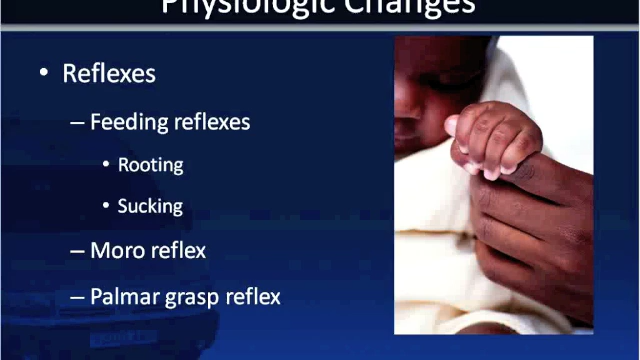 Physiologic Changes
• Reflexes
– Feeding reflexes
• Rooting
• Sucking
– Moro reflex
– Palmar grasp reflex